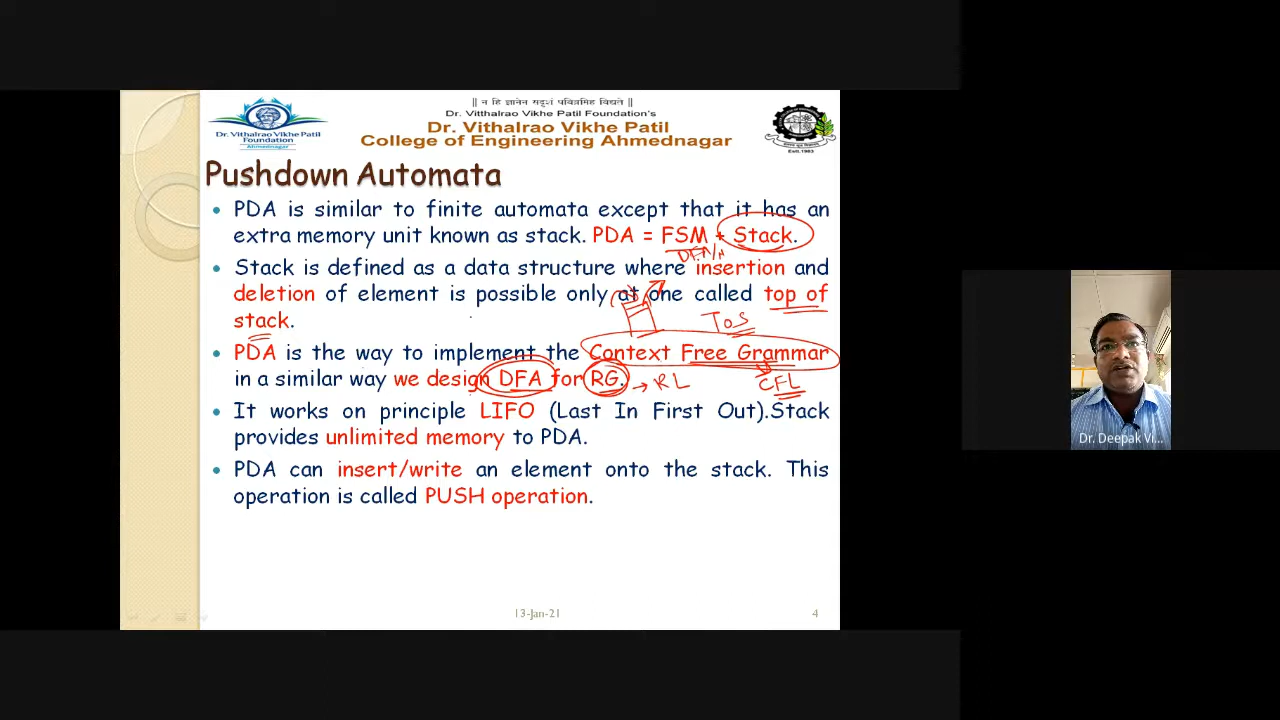 || न हि ज्ञानेन सदृशं पवित्रमिह विद्यते ||
Dr. Vitthalrao Vikhe Patil Foundation's
Dr. Vithalrao Vikhe Patil
College of Engineering Ahmednagar
Dr. Vithalrao Vikhe Patil
Foundation
Ahmednagar
Estd. 1983
Pushdown Automata
• PDA is similar to finite automata except that it has an
extra memory unit known as stack. PDA = FSM + Stack.
• Stack is defined as a data structure where insertion and
deletion of element is possible only at one called top of
stack.
TOS
• PDA is the way to implement the Context Free Grammar
in a similar way we design DFA for RG. → RL CFL
• It works on principle LIFO (Last In First Out).Stack
provides unlimited memory to PDA.
• PDA can insert/write an element onto the stack. This
operation is called PUSH operation.
13-Jan-21
4
Dr. Deepak Vi...